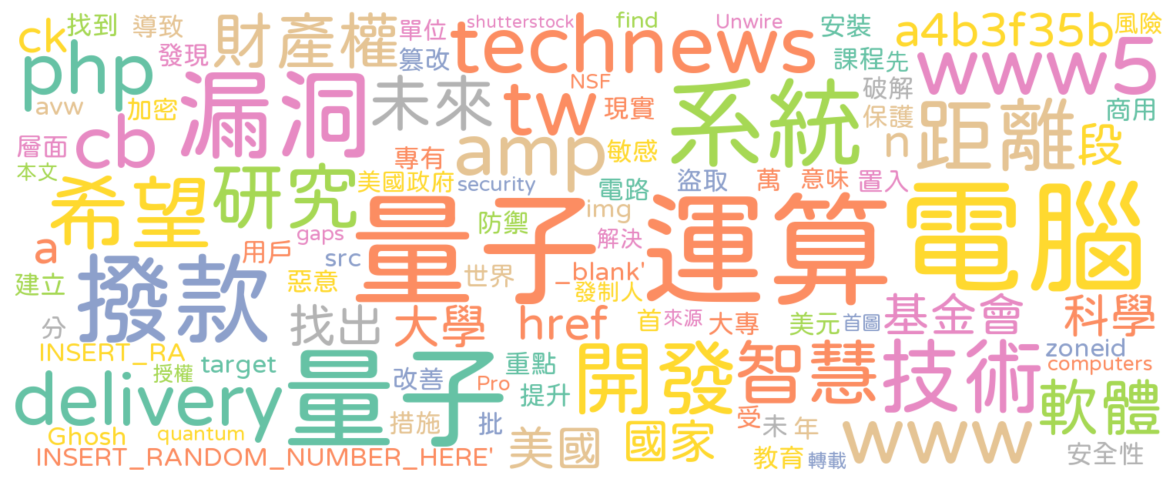 ck 找到 導致 財產權 單位 shutterstock find Unwire 安裝 a4b3f35b 風險
php 發現 篡改 technews NSF 課程 先 www5
avw 加密 漏洞 未來 tw 現實 系統 破解 保護 商用
層面 cb 專有 amp 敏感 n 距離 段
本文 希望 研究 美國政府 security 電路 盜取 萬 意味 置入
a 用戶 gaps 防禦 img 量子運算 解決 電腦
建立 撥款 惡意 src 世界 _blank' 發制人
分 找出 大學 href 首 來源 大專 美元 首圖 基金會 科學
INSERT_RA 授權 target 量子 改善 Pro 重點 提升 開發 智慧 技術 zoneid computers
delivery 措施 批 受 未 年 軟體
Ghosh quantum 美國 國家 www 安全性
INSERT_RANDOM_NUMBER_HERE' 教育 轉載